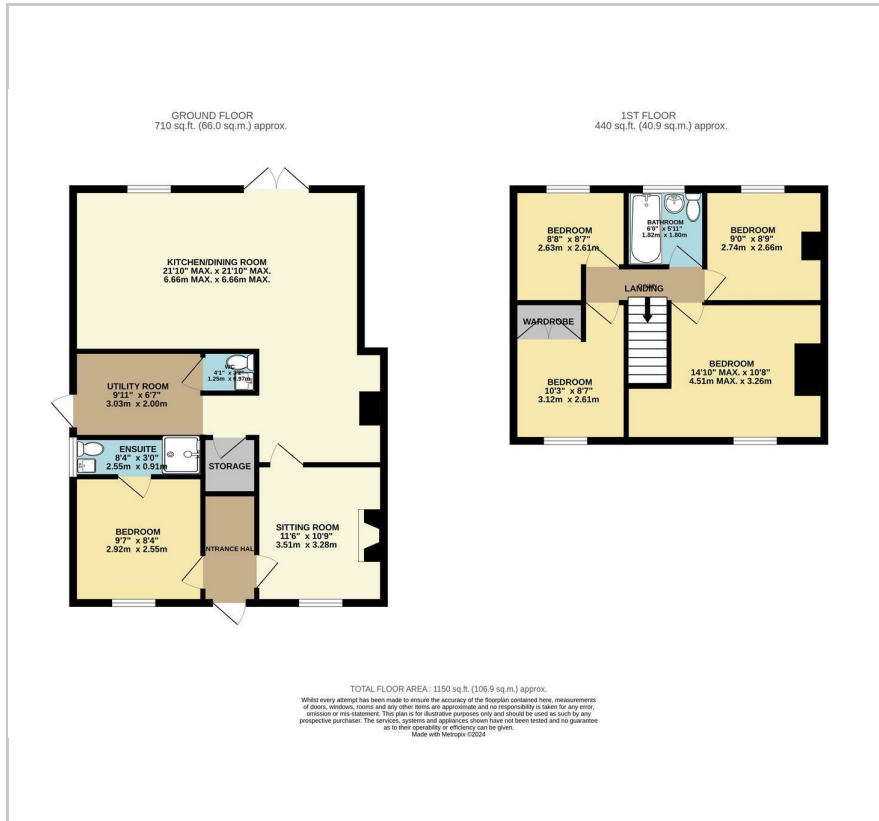 GROUND FLOOR
710 sq.ft. (66.0 sq.m.) approx.
KITCHEN/DINING ROOM
21'10" MAX. x 21'10" MAX.
6.66m MAX. x 6.66m MAX.
WC
4'1" x 3'2"
1.25m x 0.97m
UTILITY ROOM
9'11" x 6'7"
3.03m x 2.00m
ENSUITE
8'4" x 3'0"
2.55m x 0.91m
STORAGE
BEDROOM
9'7" x 8'4"
2.92m x 2.55m
NTRANCE HAL
SITTING ROOM
11'6" x 10'9"
3.51m x 3.28m
1ST FLOOR
440 sq.ft. (40.9 sq.m.) approx.
BEDROOM
8'8" x 8'7"
2.63m x 2.61m
BATHROOM
6'0" x 5'11"
1.82m x 1.80m
BEDROOM
9'0" x 8'9"
2.74m x 2.66m
LANDING
WARDROBE
BEDROOM
10'3" x 8'7"
3.12m x 2.61m
BEDROOM
14'10" MAX. x 10'8"
4.51m MAX. x 3.26m
TOTAL FLOOR AREA : 1150 sq.ft. (106.9 sq.m.) approx.
Whilst every attempt has been made to ensure the accuracy of the floorplan contained here, measurements
of doors, windows, rooms and any other items are approximate and no responsibility is taken for any error,
omission or mis-statement. This plan is for illustrative purposes only and should be used as such by any
prospective purchaser. The services, systems and appliances shown have not been tested and no guarantee
as to their operability or efficiency can be given.
Made with Metropix ©2024